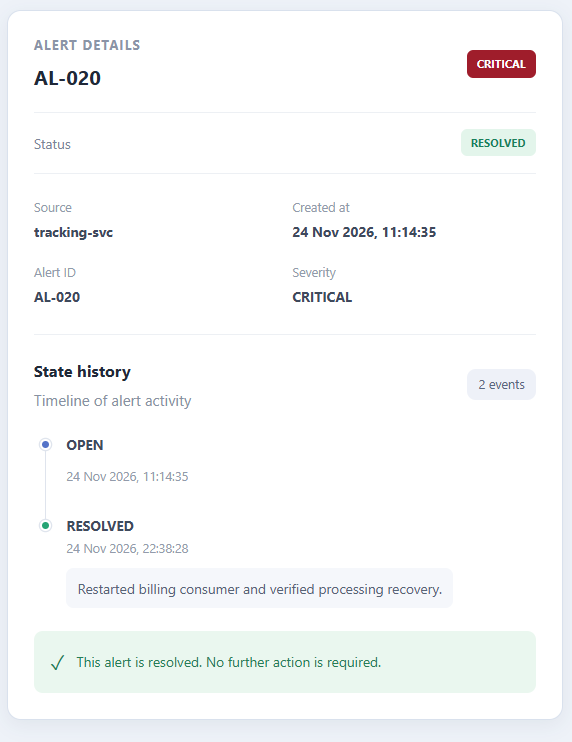 ALERT DETAILS
AL-020
CRITICAL
Status
RESOLVED
Source
tracking-svc
Created at
24 Nov 2026, 11:14:35
Alert ID
AL-020
Severity
CRITICAL
State history
Timeline of alert activity
2 events
OPEN
24 Nov 2026, 11:14:35
RESOLVED
24 Nov 2026, 22:38:28
Restarted billing consumer and verified processing recovery.
This alert is resolved. No further action is required.